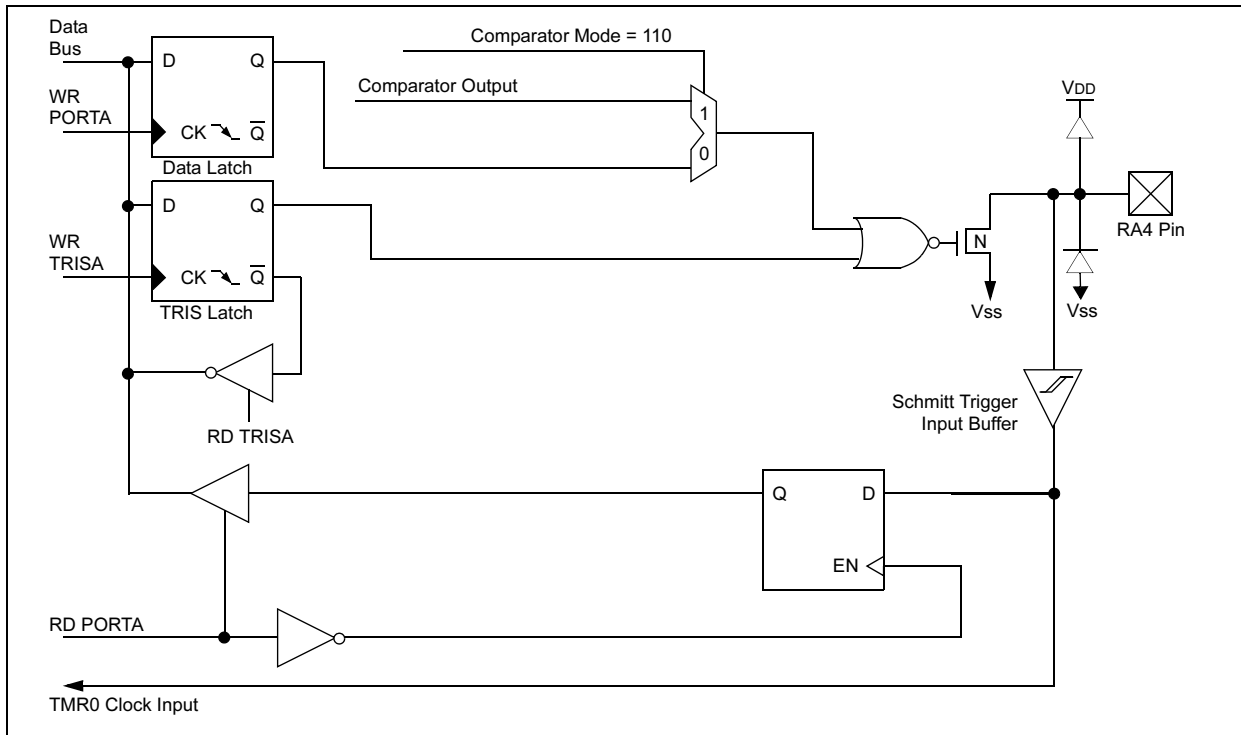 Data
Bus
D
Q
WR
PORTA
CK
Q
Data Latch
Comparator Mode = 110
Comparator Output
1
0
VDD
RA4 Pin
D
Q
WR
TRISA
CK
Q
TRIS Latch
N
Vss
Vss
RD TRISA
Schmitt Trigger
Input Buffer
Q
D
EN
RD PORTA
TMR0 Clock Input